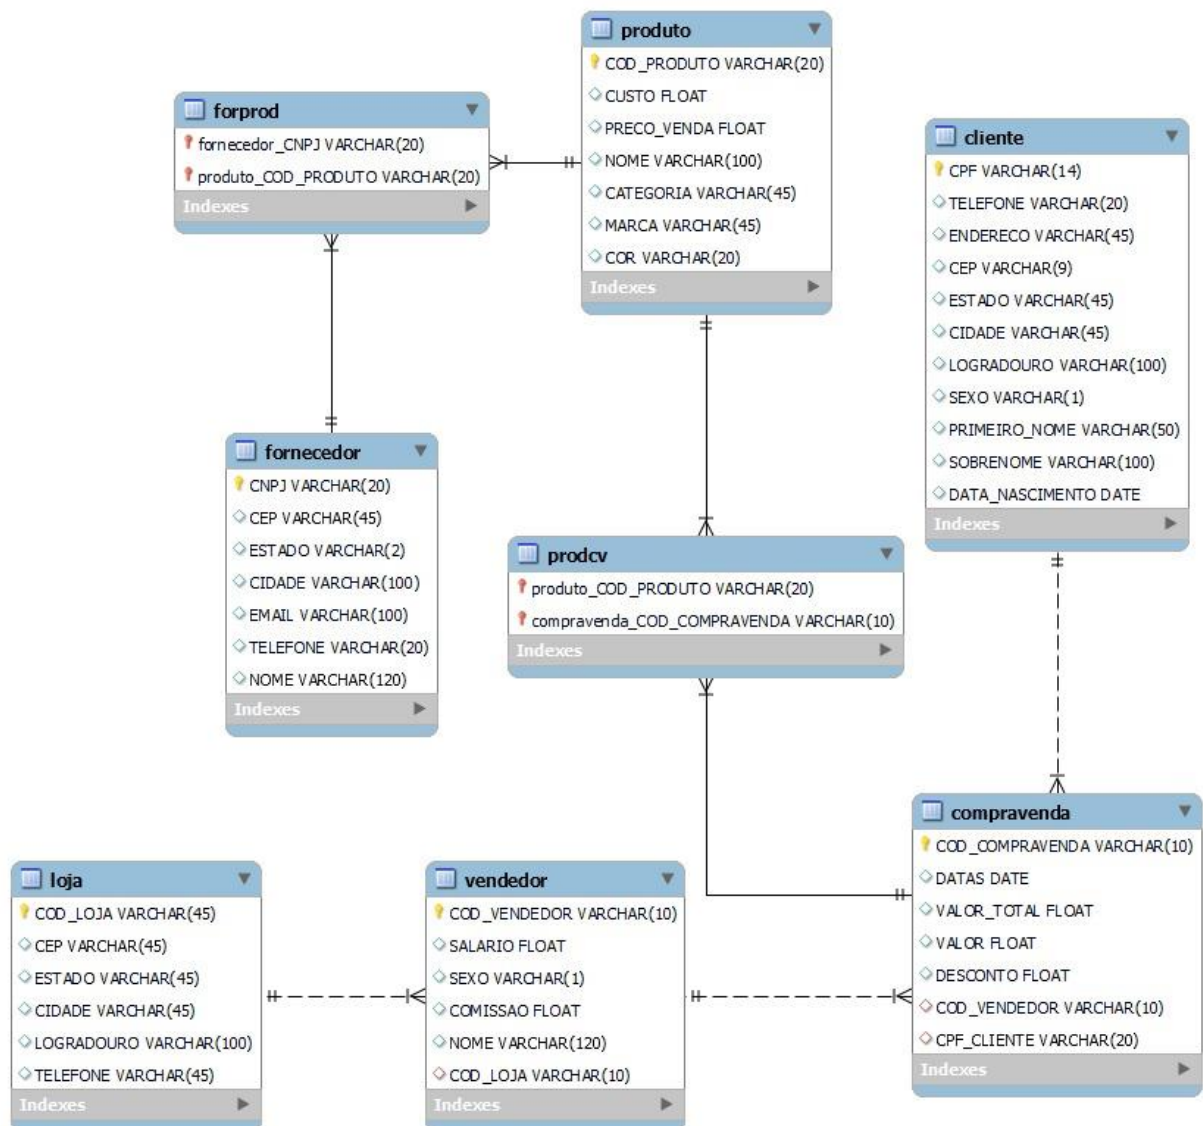 produto
COD_PRODUTO VARCHAR(20)
CUSTO FLOAT
PRECO_VENDA FLOAT
NOME VARCHAR(100)
CATEGORIA VARCHAR(45)
MARCA VARCHAR(45)
COR VARCHAR(20)
Indexes
forprod
fornecedor_CNPJ VARCHAR(20)
produto_COD_PRODUTO VARCHAR(20)
Indexes
cliente
CPF VARCHAR(14)
TELEFONE VARCHAR(20)
ENDERECO VARCHAR(45)
CEP VARCHAR(9)
ESTADO VARCHAR(45)
CIDADE VARCHAR(45)
LOGRADOURO VARCHAR(100)
SEXO VARCHAR(1)
PRIMEIRO_NOME VARCHAR(50)
SOBRENOME VARCHAR(100)
DATA_NASCIMENTO DATE
Indexes
fornecedor
CNPJ VARCHAR(20)
CEP VARCHAR(45)
ESTADO VARCHAR(2)
CIDADE VARCHAR(100)
EMAIL VARCHAR(100)
TELEFONE VARCHAR(20)
NOME VARCHAR(120)
Indexes
prodcv
produto_COD_PRODUTO VARCHAR(20)
compravenda_COD_COMPRAVENDA VARCHAR(10)
Indexes
loja
COD_LOJA VARCHAR(45)
CEP VARCHAR(45)
ESTADO VARCHAR(45)
CIDADE VARCHAR(45)
LOGRADOURO VARCHAR(100)
TELEFONE VARCHAR(45)
Indexes
vendedor
COD_VENDEDOR VARCHAR(10)
SALARIO FLOAT
SEXO VARCHAR(1)
COMISSAO FLOAT
NOME VARCHAR(120)
COD_LOJA VARCHAR(10)
Indexes
compravenda
COD_COMPRAVENDA VARCHAR(10)
DATAS DATE
VALOR_TOTAL FLOAT
VALOR FLOAT
DESCONTO FLOAT
COD_VENDEDOR VARCHAR(10)
CPF_CLIENTE VARCHAR(20)
Indexes